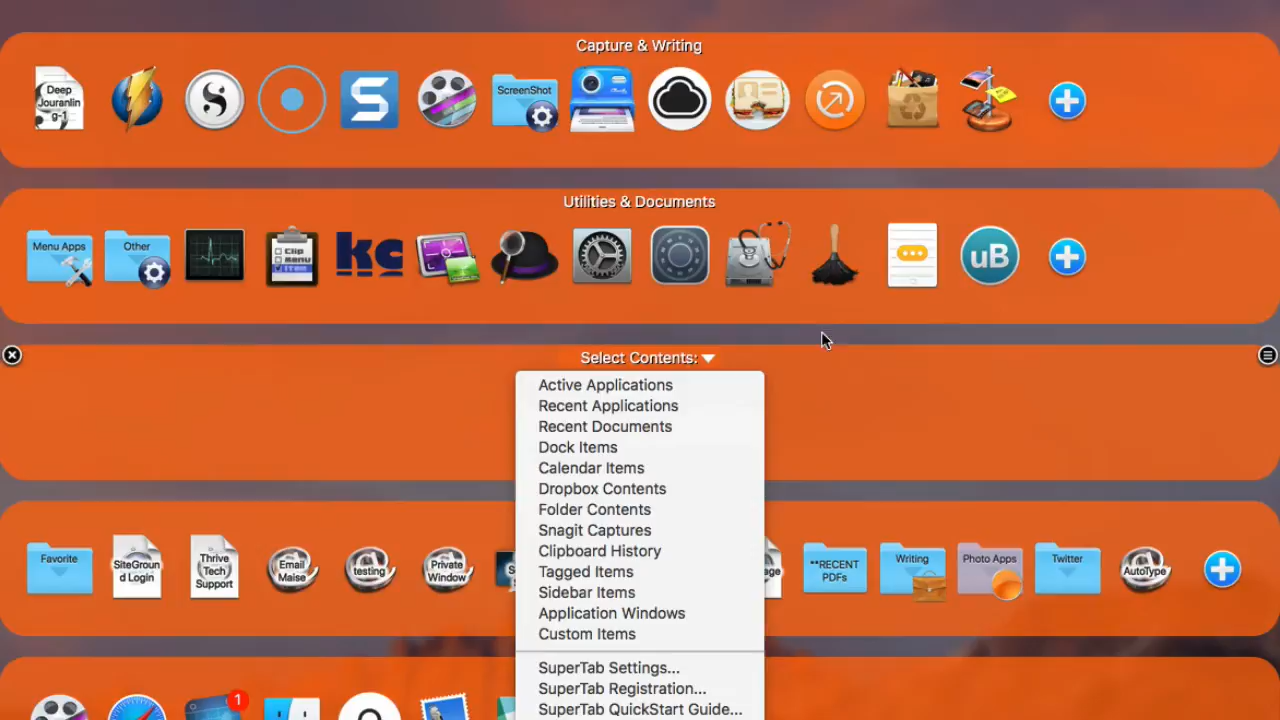 Capture & Writing
Deep
Jouranlin
g-1
S
S
ScreenShot
Utilities & Documents
Menu Apps
Other
Clip
menu
ITEM
kc
uB
Select Contents:
Active Applications
Recent Applications
Recent Documents
Dock Items
Calendar Items
Dropbox Contents
Folder Contents
Snagit Captures
Clipboard History
Tagged Items
Sidebar Items
Application Windows
Custom Items
SuperTab Settings...
SuperTab Registration...
SuperTab QuickStart Guide...
Favorite
SiteGroun
d Login
Thrive
Tech
Support
Email
Maise
testing
Private
Window
**RECENT
PDFs
Writing
Photo Apps
Twitter
AutoType
1